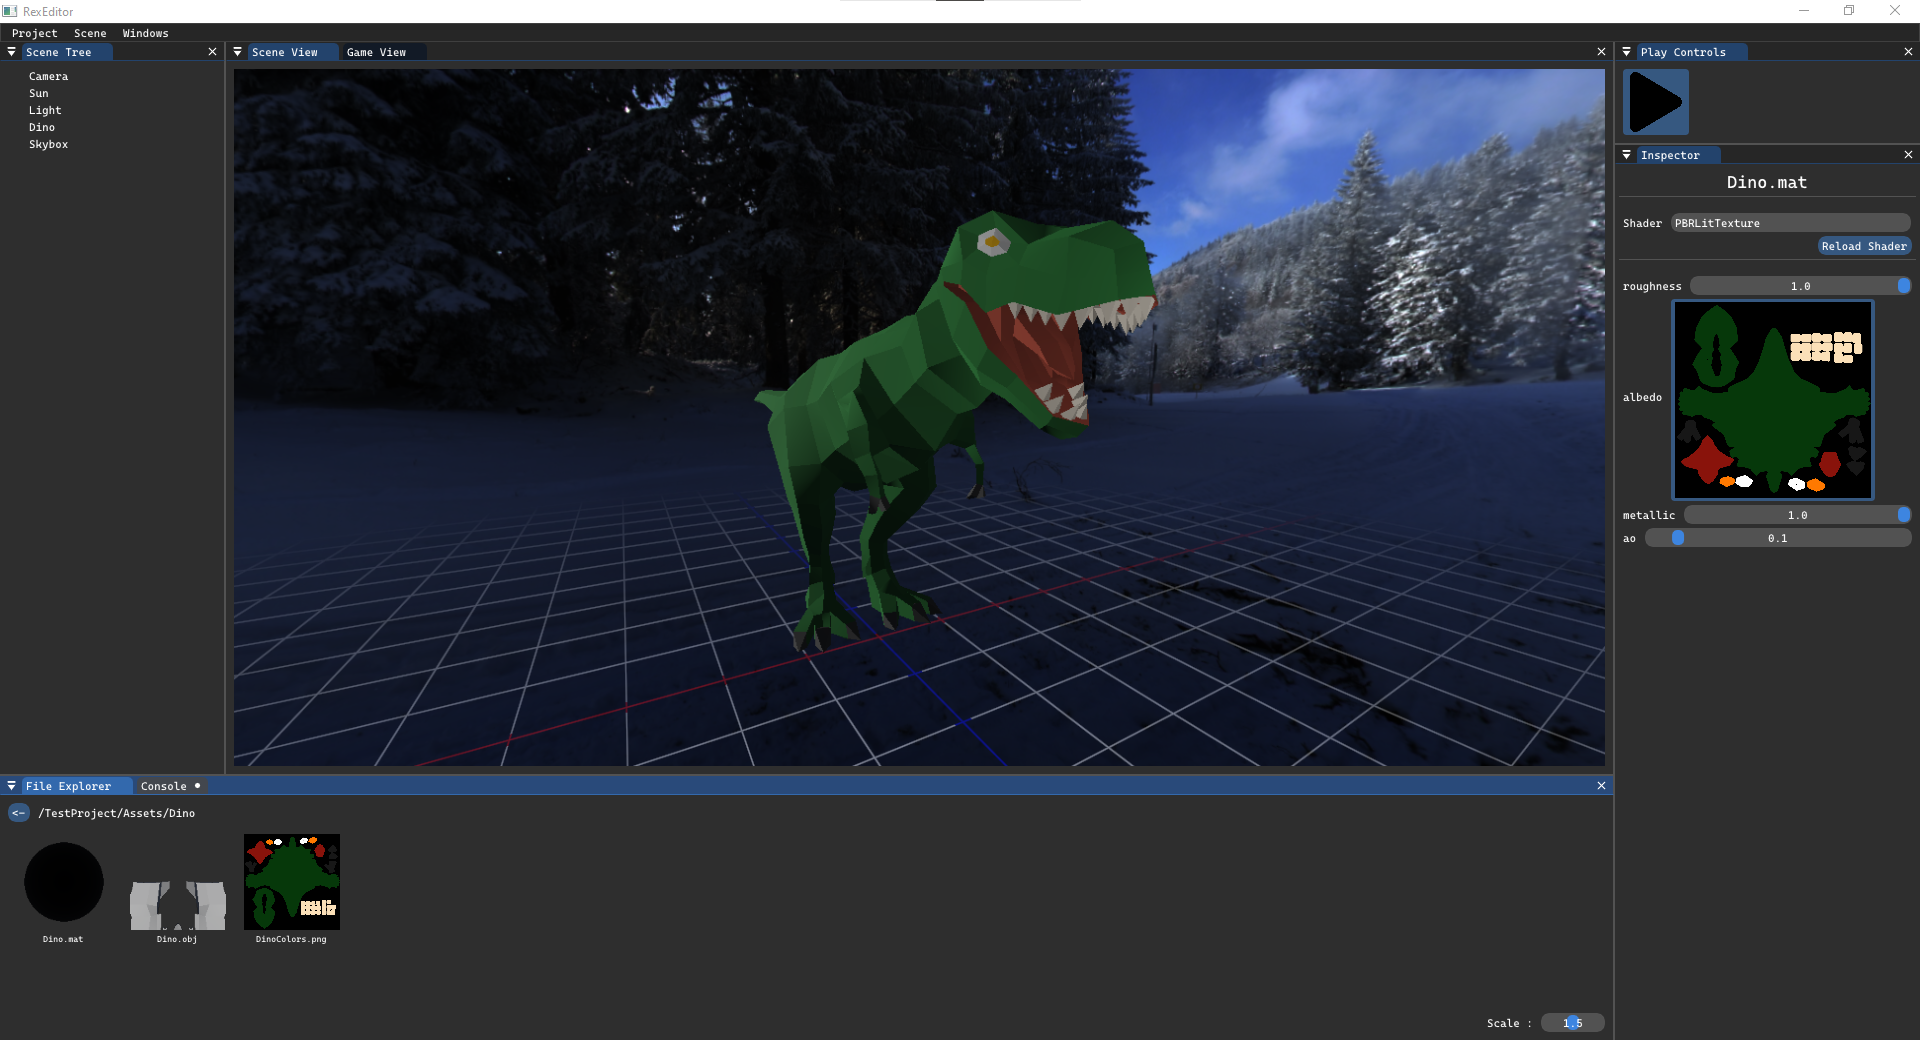 RexEditor
Project Scene Windows
Scene Tree
Camera
Sun
Light
Dino
Skybox
Scene View Game View
Play Controls
Inspector
Dino.mat
Shader PBRLitTexture
Reload Shader
roughness 1.0
albedo
metallic 1.0
ao 0.1
File Explorer Console
<- /TestProject/Assets/Dino
Dino.mat Dino.obj DinoColors.png
Scale : 1.5